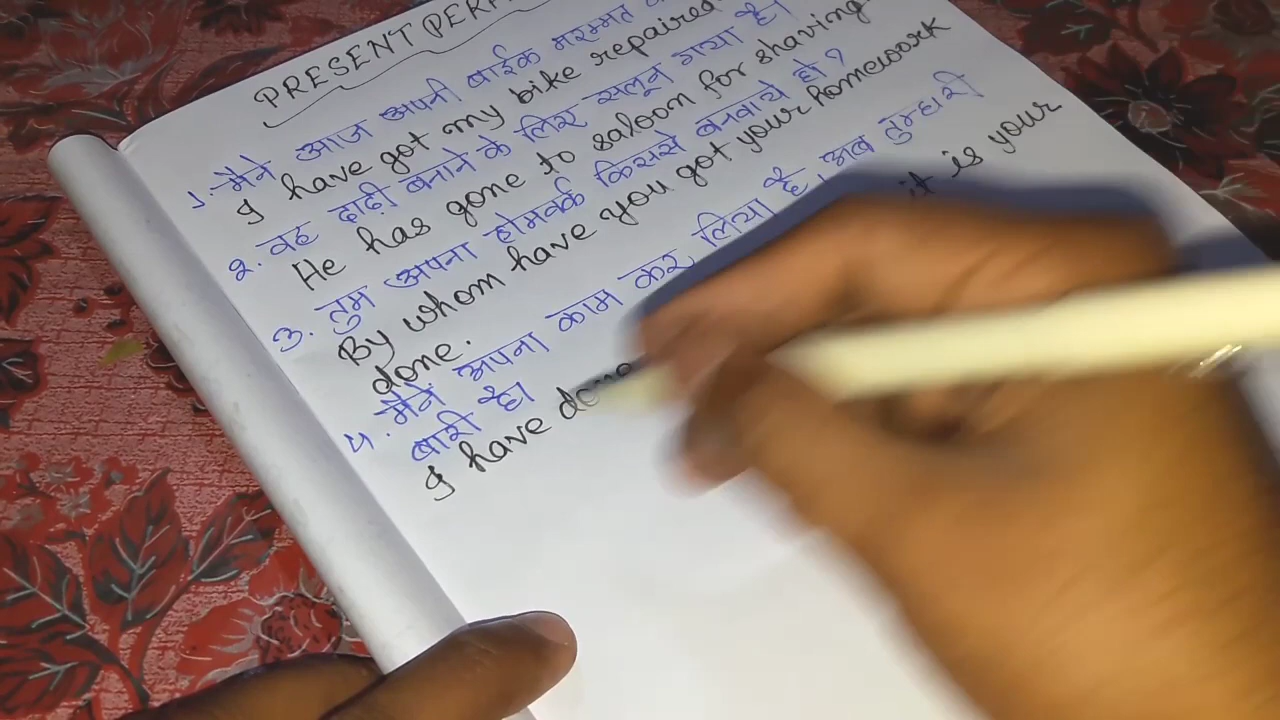 PRESENT
1. मैने आज अपनी बाईक मरम्मत
I have got my bike repaired.
2. वह दाढ़ी बनाने के लिए सलून गया है।
He has gone to saloon for shaving
3. तुम अपना होमवर्क किससे बनवाये हो?
By whom have you got your homework
done.
4. मैनें अपना काम कर लिया है, अब तुम्हारी
बारी है।
I have done it is your